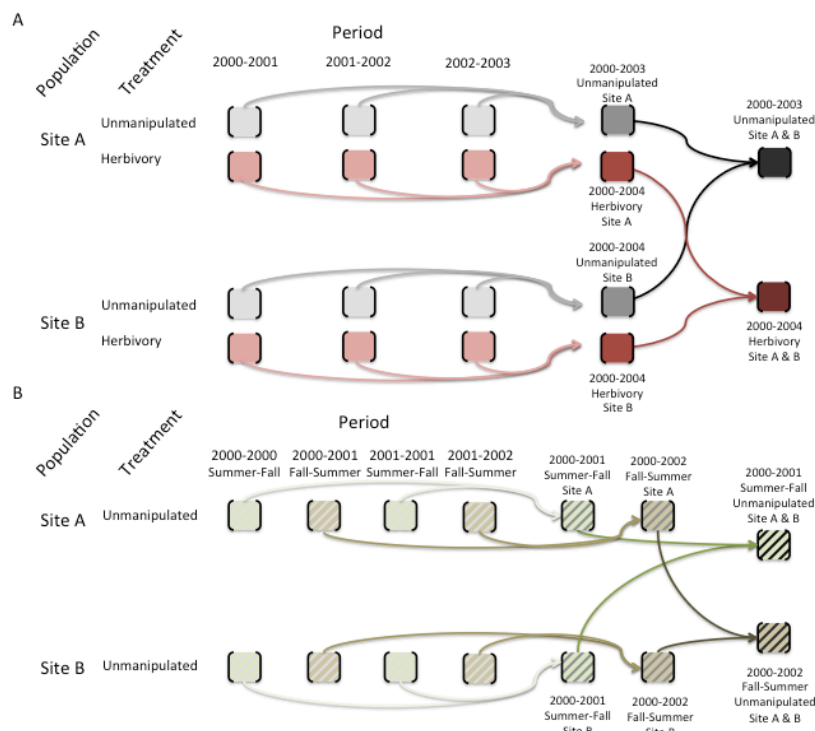 A
Population
Treatment
Period
2000-2001
2001-2002
2002-2003
2000-2003
Unmanipulated
Site A
2000-2003
Unmanipulated
Site A & B
Site A
Unmanipulated
Herbivory
2000-2004
Herbivory
Site A
2000-2004
Unmanipulated
Site B
Site B
Unmanipulated
Herbivory
2000-2004
Herbivory
Site A & B
2000-2004
Herbivory
Site B
B
Population
Treatment
Period
2000-2000
Summer-Fall
2000-2001
Fall-Summer
2001-2001
Summer-Fall
2001-2002
Fall-Summer
2000-2001
Summer-Fall
Site A
2000-2002
Fall-Summer
Site A
2000-2001
Summer-Fall
Unmanipulated
Site A & B
Site A
Unmanipulated
Site B
Unmanipulated
2000-2001
Summer-Fall
Site B
2000-2002
Fall-Summer
Site B
2000-2002
Fall-Summer
Unmanipulated
Site A & B